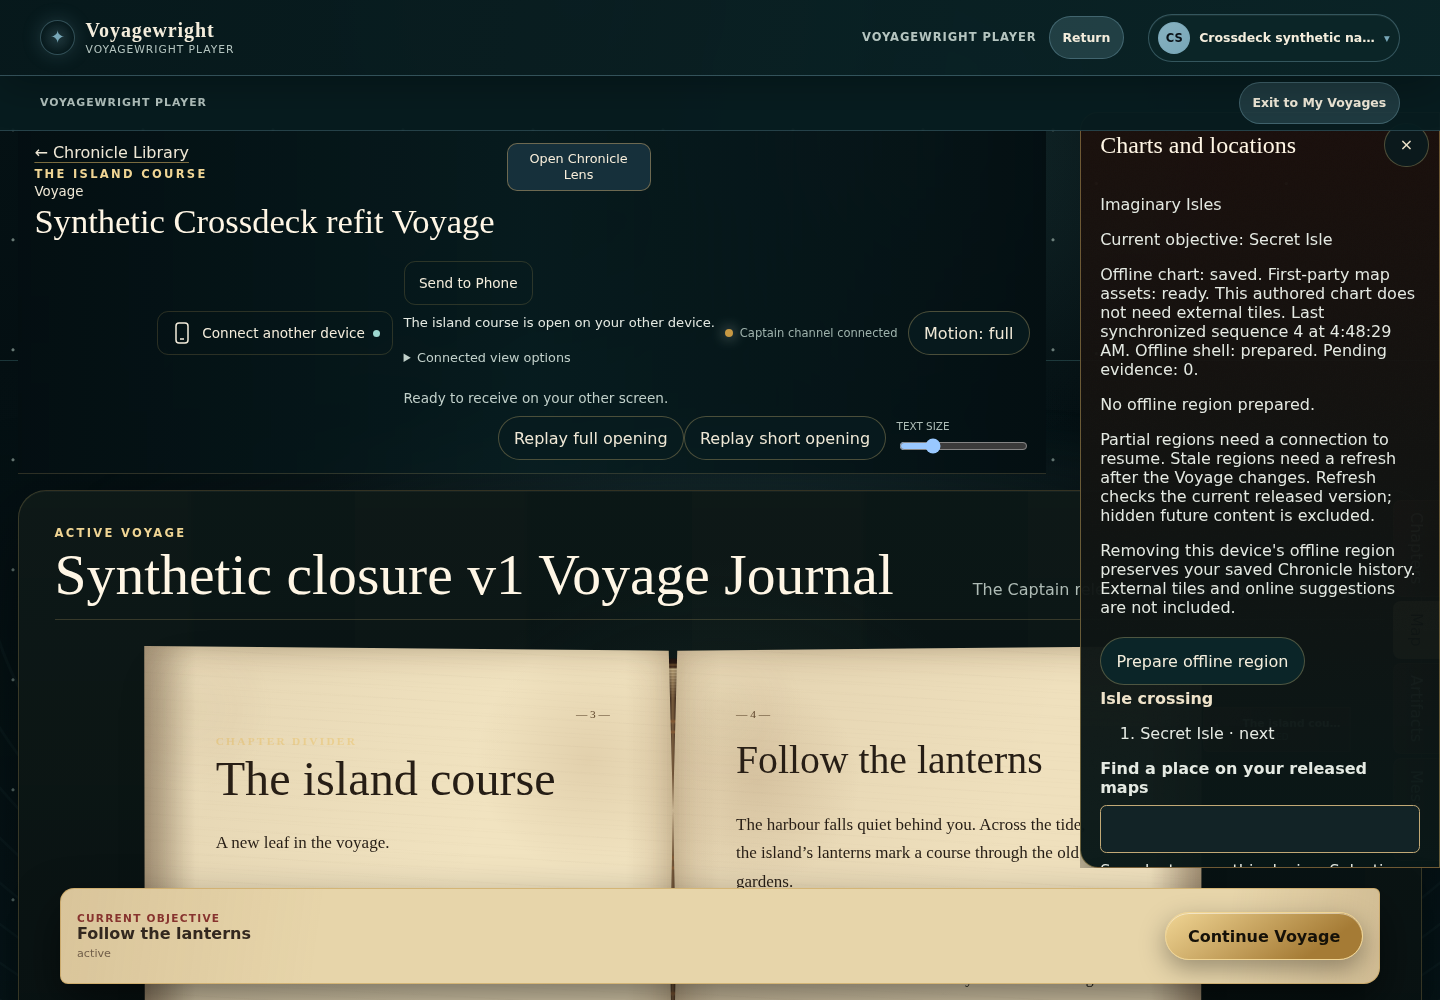 Voyagewright
VOYAGEWRIGHT PLAYER
VOYAGEWRIGHT PLAYER
Return
CS
Crossdeck synthetic na…
VOYAGEWRIGHT PLAYER
Exit to My Voyages
← Chronicle Library
THE ISLAND COURSE
Voyage
Synthetic Crossdeck refit Voyage
Open Chronicle
Lens
Send to Phone
Connect another device
The island course is open on your other device.
Connected view options
Captain channel connected
Motion: full
Ready to receive on your other screen.
Replay full opening
Replay short opening
TEXT SIZE
ACTIVE VOYAGE
Synthetic closure v1 Voyage Journal
The Captain
— 3 —
CHAPTER DIVIDER
The island course
A new leaf in the voyage.
— 4 —
Follow the lanterns
The harbour falls quiet behind you. Across the tide
the island’s lanterns mark a course through the old
gardens.
CURRENT OBJECTIVE
Follow the lanterns
active
Continue Voyage
Charts and locations
×
Imaginary Isles
Current objective: Secret Isle
Offline chart: saved. First-party map
assets: ready. This authored chart does
not need external tiles. Last
synchronized sequence 4 at 4:48:29
AM. Offline shell: prepared. Pending
evidence: 0.
No offline region prepared.
Partial regions need a connection to
resume. Stale regions need a refresh
after the Voyage changes. Refresh
checks the current released version;
hidden future content is excluded.
Removing this device's offline region
preserves your saved Chronicle history.
External tiles and online suggestions
are not included.
Prepare offline region
Isle crossing
1. Secret Isle · next
Find a place on your released
maps
Map